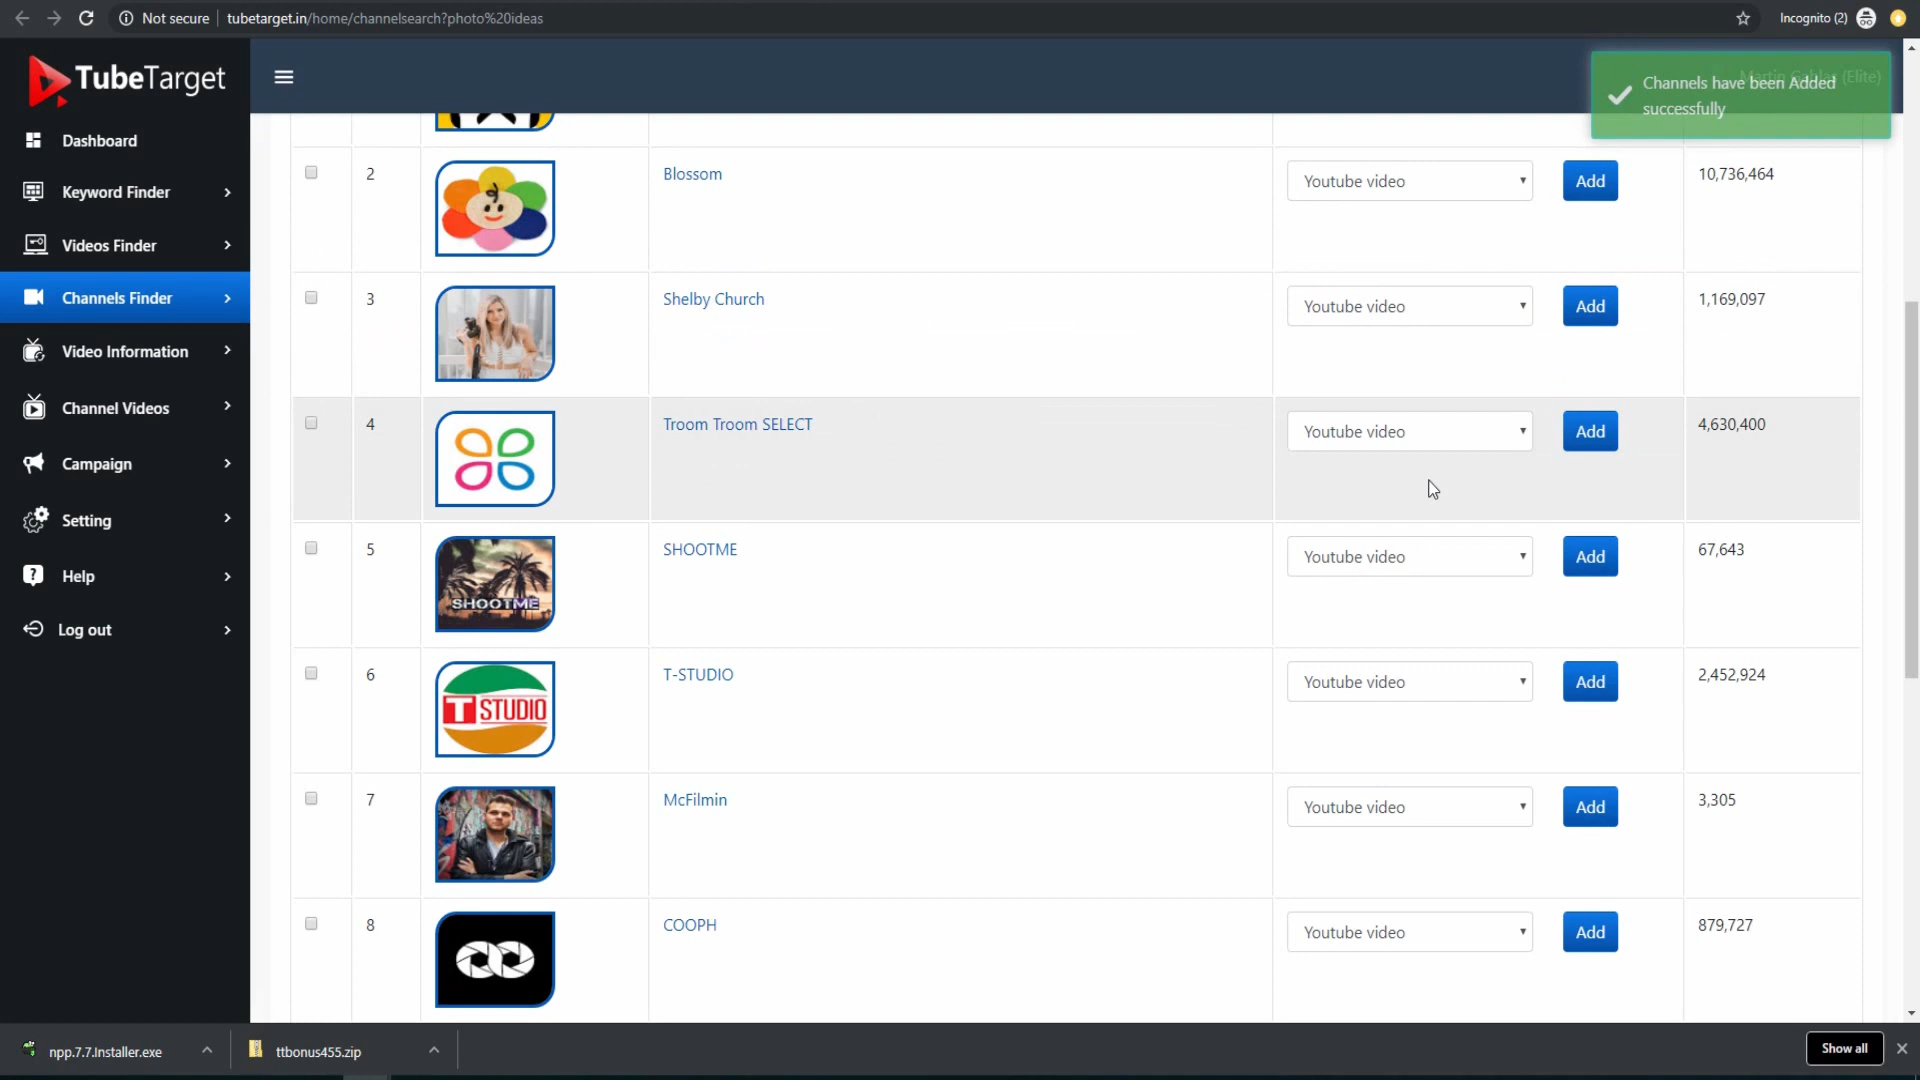 Not secure
tubetarget.in/home/channelsearch?photo%20ideas
Incognito (2)
TubeTarget
Channels have been Added
successfully
(Elite)
Dashboard
Keyword Finder
Videos Finder
Channels Finder
Video Information
Channel Videos
Campaign
Setting
Help
Log out
2
Blossom
Youtube video
Add
10,736,464
3
Shelby Church
Youtube video
Add
1,169,097
4
Troom Troom SELECT
Youtube video
Add
4,630,400
5
SHOOTME
SHOOTME
Youtube video
Add
67,643
6
T STUDIO
T-STUDIO
Youtube video
Add
2,452,924
7
McFilmin
Youtube video
Add
3,305
8
COOPH
Youtube video
Add
879,727
npp.7.7.Installer.exe
ttbonus455.zip
Show all